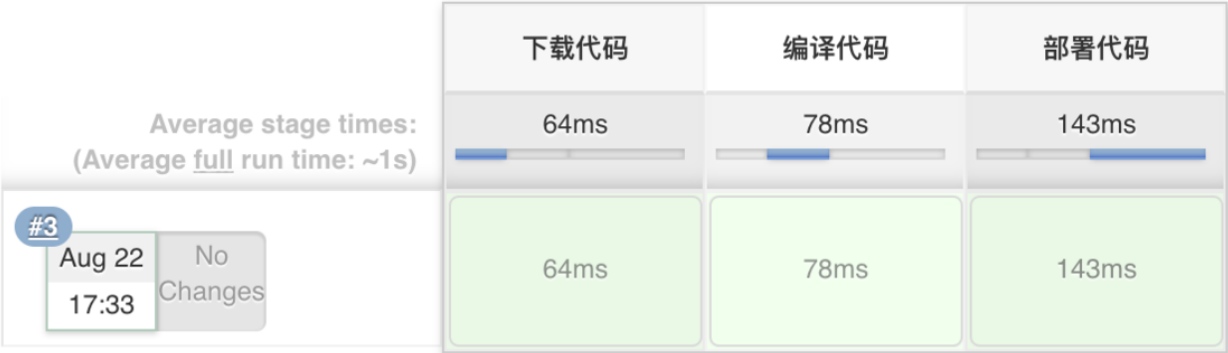 下载代码 编译代码 部署代码
Average stage times: 64ms 78ms 143ms
(Average full run time: ~1s)
#3
Aug 22 No
17:33 Changes
64ms 78ms 143ms